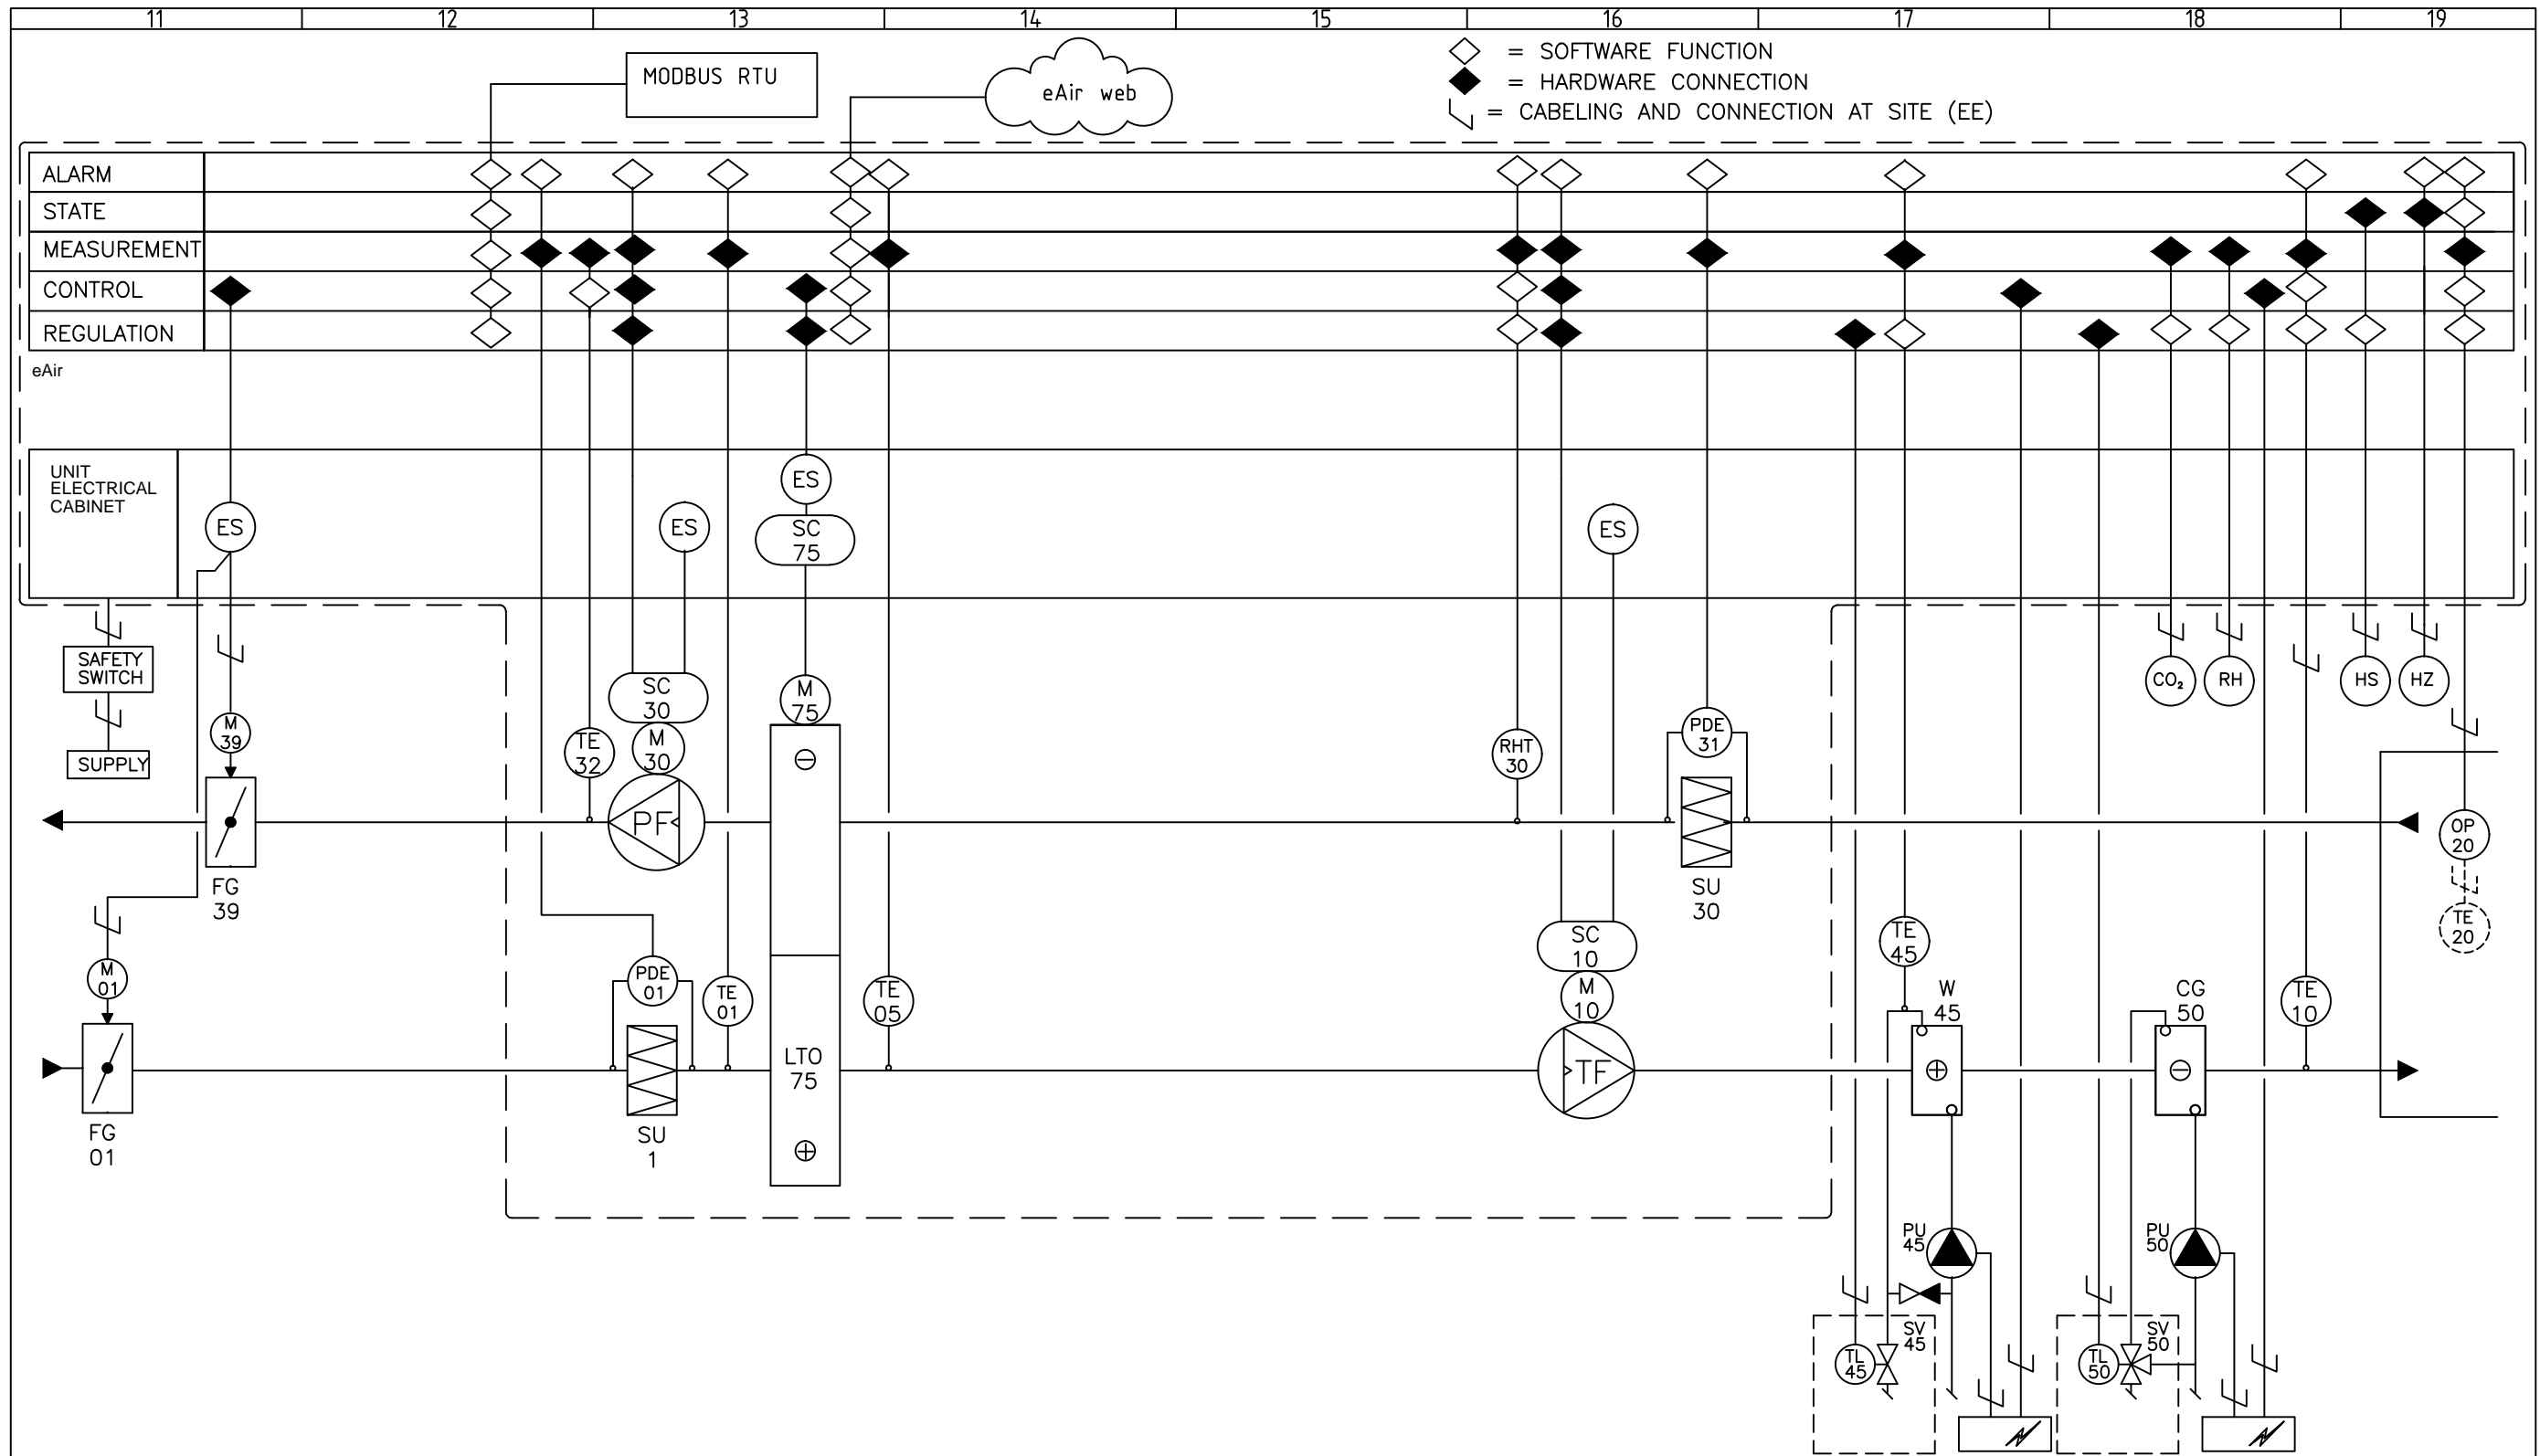 11 12 13 14 15 16 17 18 19
MODBUS RTU
eAir web
= SOFTWARE FUNCTION
= HARDWARE CONNECTION
= CABELING AND CONNECTION AT SITE (EE)
ALARM
STATE
MEASUREMENT
CONTROL
REGULATION
eAir
UNIT
ELECTRICAL
CABINET
ES
ES
ES
SC
75
ES
SAFETY
SWITCH
SUPPLY
M
39
FG
39
M
01
FG
01
TE
32
SC
30
M
30
PF
M
75
PDE
01
SU
1
TE
01
LTO
75
TE
05
RHT
30
PDE
31
SU
30
SC
10
M
10
TF
TE
45
W
45
CG
50
TE
10
CO₂
RH
HS
HZ
OP
20
TE
20
PU
45
PU
50
SV
45
TL
45
SV
50
TL
50